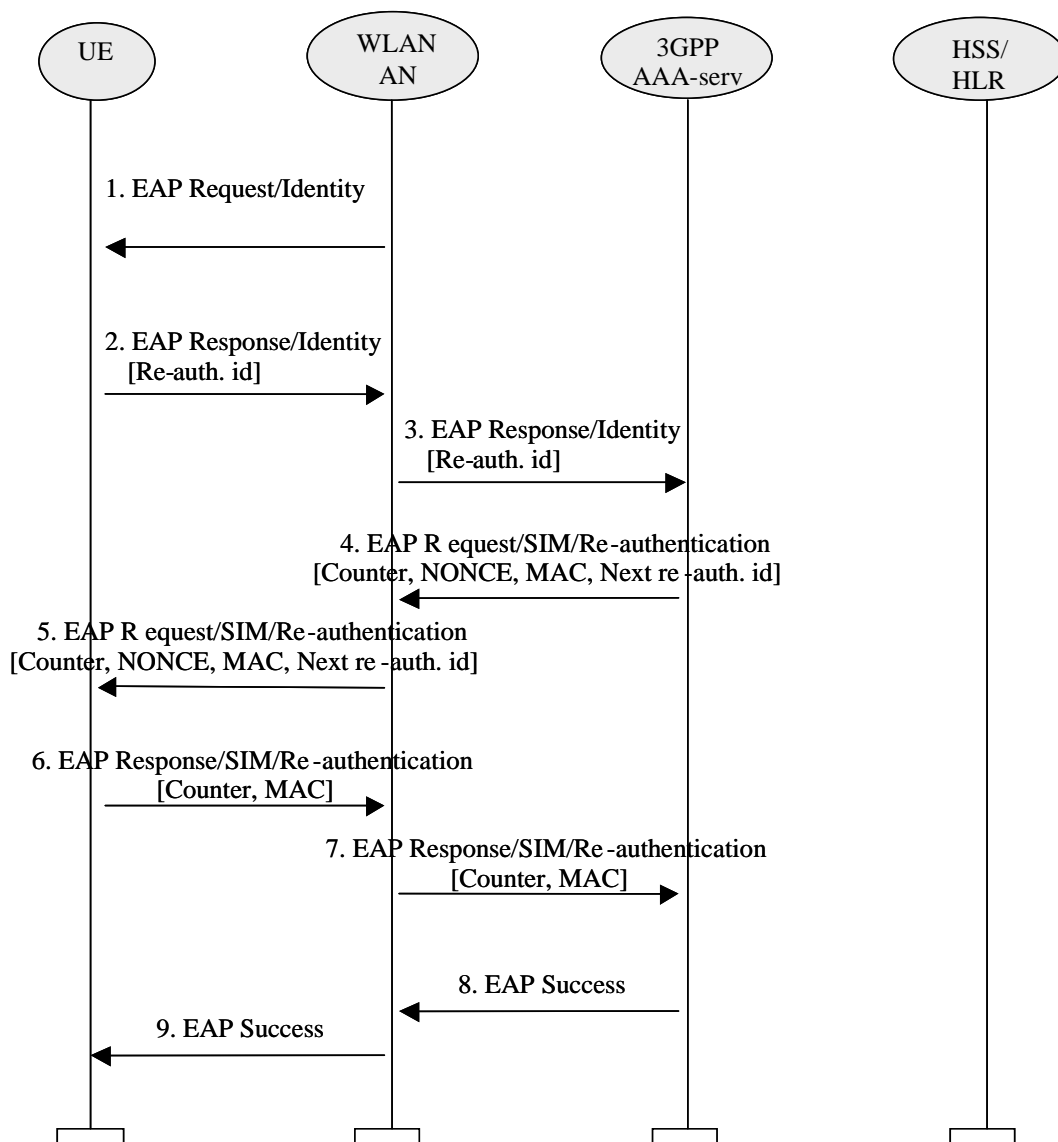 UE
WLAN
AN
3GPP
AAA-serv
HSS/
HLR
1. EAP Request/Identity
2. EAP Response/Identity
[Re-auth. id]
3. EAP Response/Identity
[Re-auth. id]
4. EAP R equest/SIM/Re-authentication
[Counter, NONCE, MAC, Next re-auth. id]
5. EAP R equest/SIM/Re-authentication
[Counter, NONCE, MAC, Next re-auth. id]
6. EAP Response/SIM/Re-authentication
[Counter, MAC]
7. EAP Response/SIM/Re-authentication
[Counter, MAC]
8. EAP Success
9. EAP Success